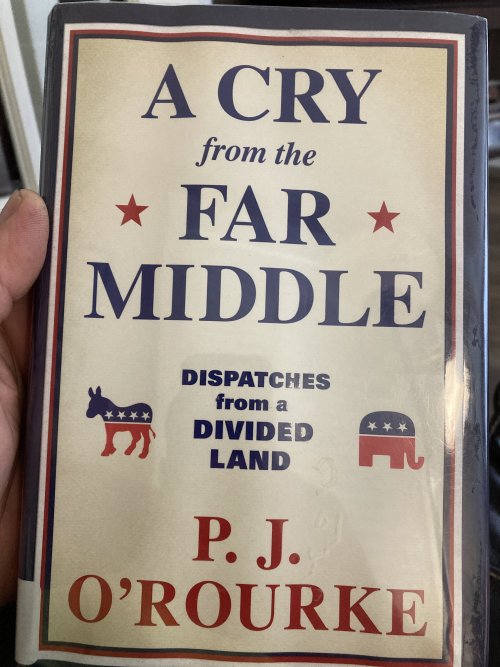 A CRY
from the
FAR
MIDDLE
DISPATCHES
from a
DIVIDED
LAND
P. J.
O'ROURKE